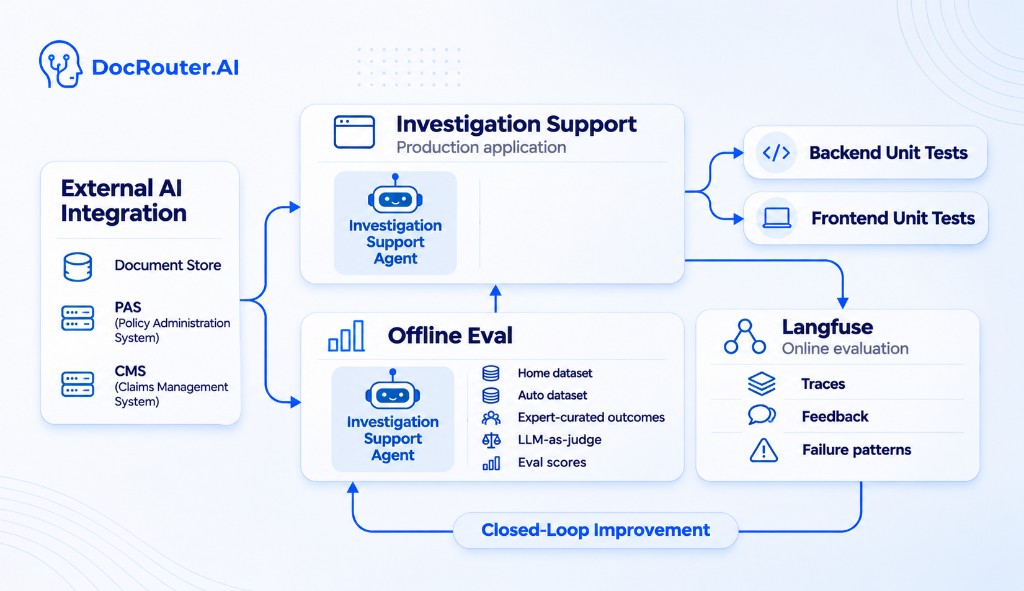 DocRouter.AI
External AI
Integration
Document Store
PAS
(Policy Administration
System)
CMS
(Claims Management
System)
Investigation Support
Production application
Investigation
Support
Agent
Backend Unit Tests
Frontend Unit Tests
Offline Eval
Investigation
Support
Agent
Home dataset
Auto dataset
Expert-curated outcomes
LLM-as-judge
Eval scores
Langfuse
Online evaluation
Traces
Feedback
Failure patterns
Closed-Loop Improvement